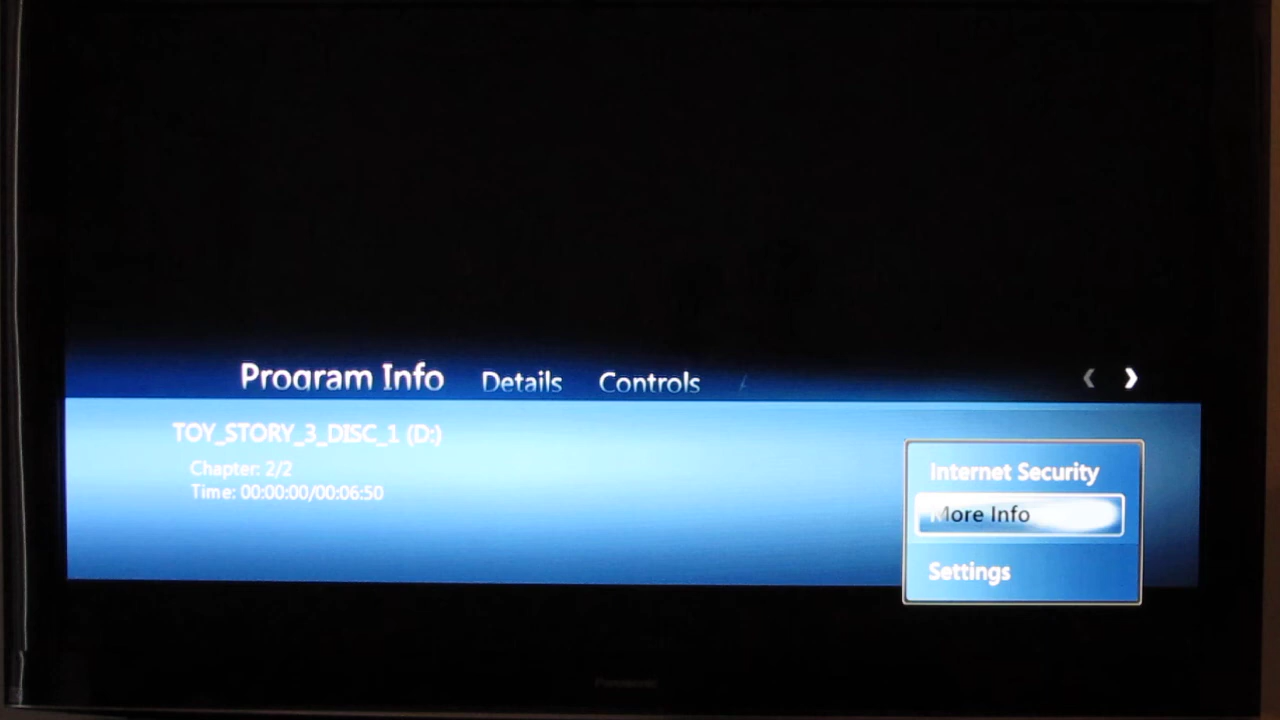 Program Info Details Controls
TOY_STORY_3_DISC_1 (D:)
Chapter: 2/2
Time: 00:00:00/00:06:50
Internet Security
More Info
Settings
Panasonic